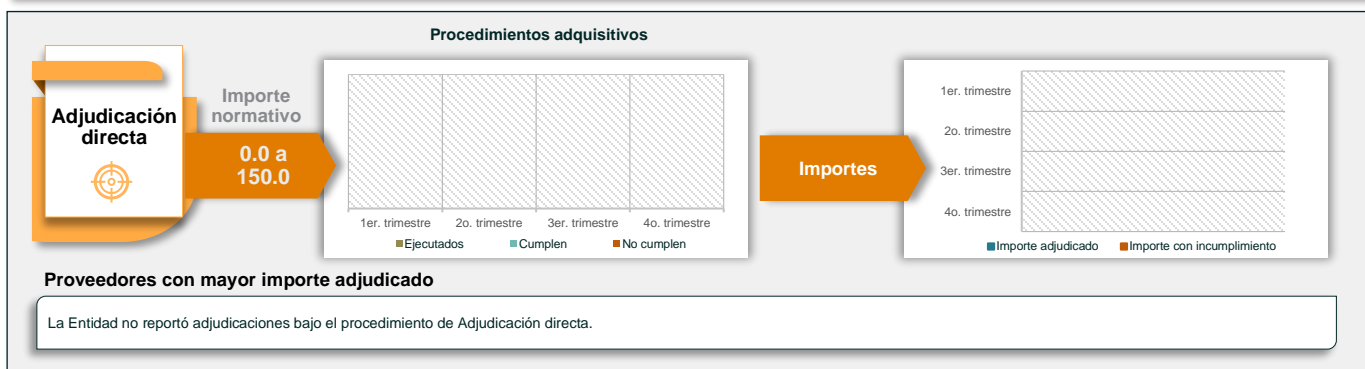 Procedimientos adquisitivos
Adjudicación
directa
Importe
normativo
0.0 a
150.0
1er. trimestre 2o. trimestre 3er. trimestre 4o. trimestre
Ejecutados Cumplen No cumplen
Importes
1er. trimestre
2o. trimestre
3er. trimestre
4o. trimestre
Importe adjudicado Importe con incumplimiento
Proveedores con mayor importe adjudicado
La Entidad no reportó adjudicaciones bajo el procedimiento de Adjudicación directa.